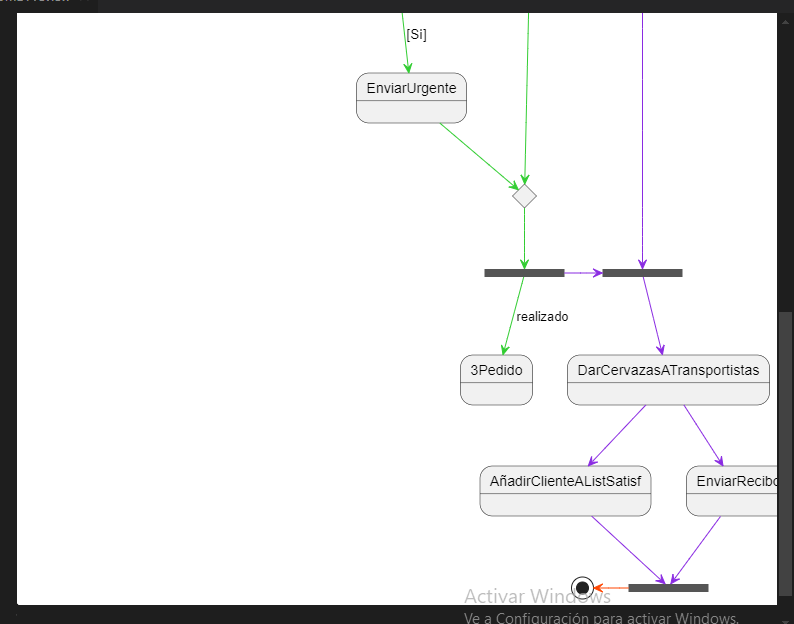 [Si]
EnviarUrgente
realizado
3Pedido
DarCervazasATransportistas
AñadirClienteAListSatisf
EnviarRecibo
Activar Windows
Ve a Configuración para activar Windows.